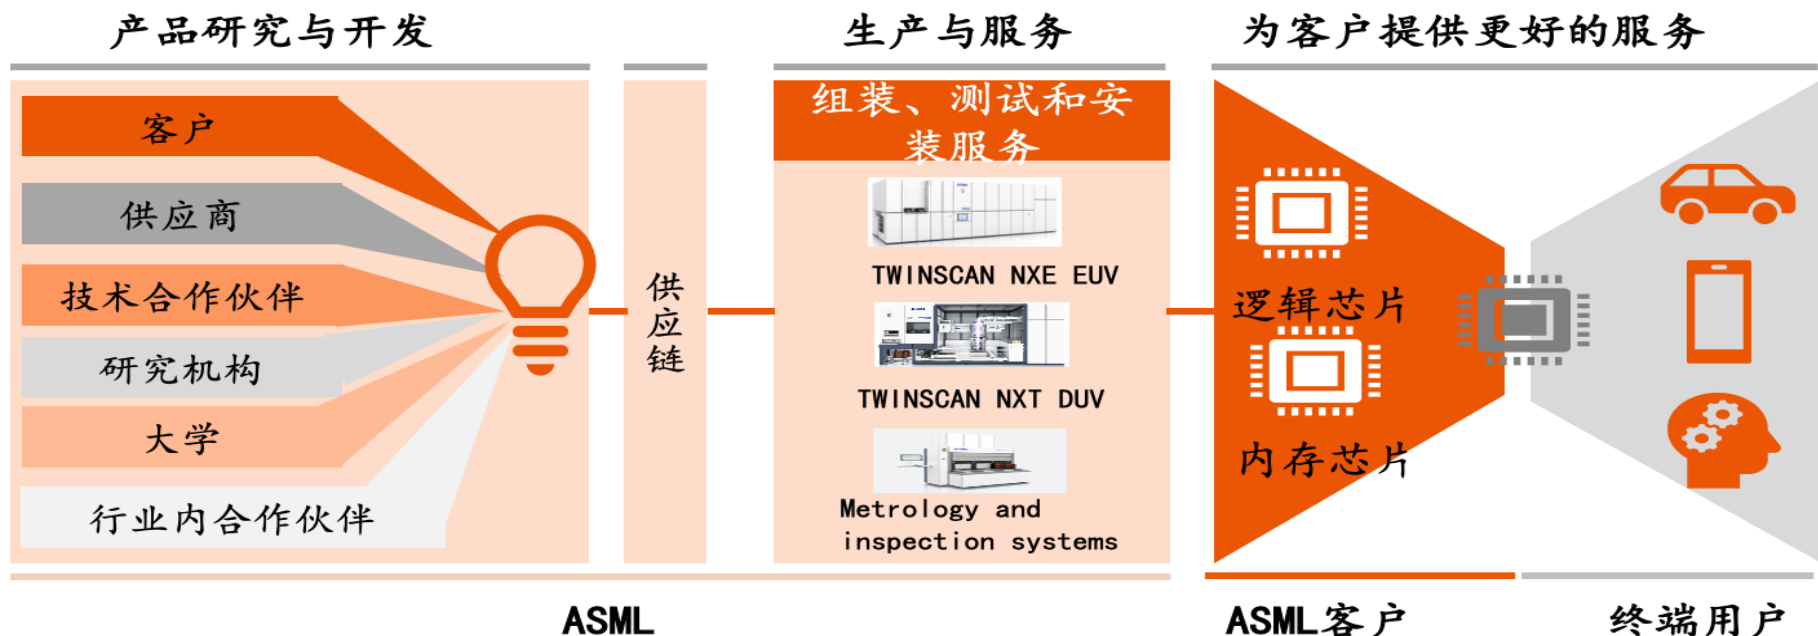 产品研究与开发
生产与服务
为客户提供更好的服务
客户
供应商
技术合作伙伴
研究机构
大学
行业内合作伙伴
供
应
链
组装、测试和安
装服务
TWINSCAN NXE EUV
TWINSCAN NXT DUV
Metrology and
inspection systems
逻辑芯片
内存芯片
ASML
ASML客户
终端用户